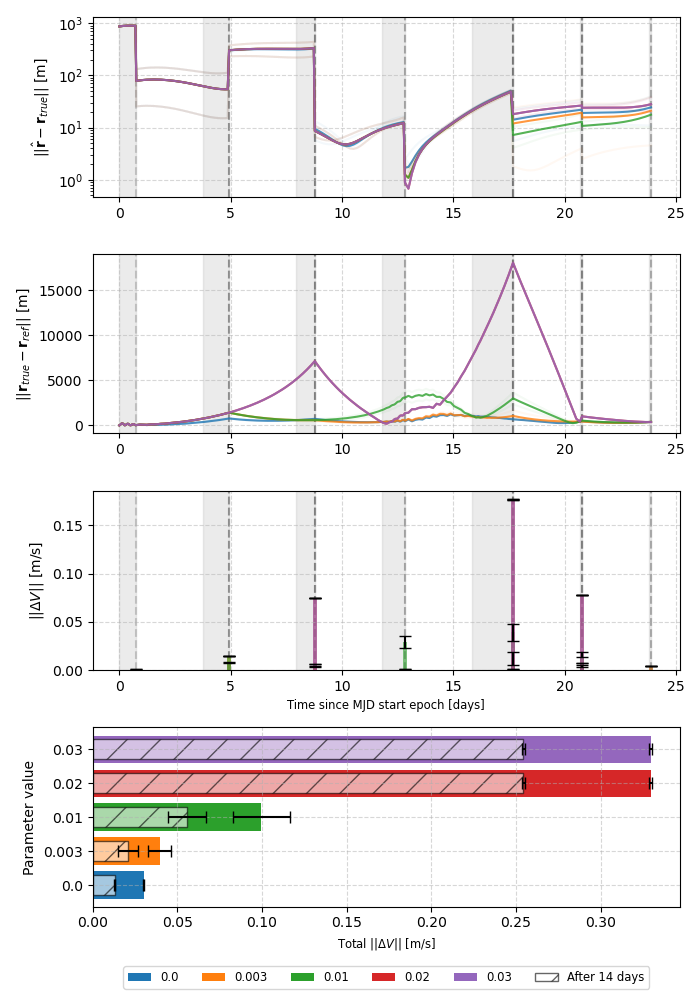 10³
10²
10¹
10⁰
||r̂ − r_true|| [m]
0 5 10 15 20 25
15000
10000
5000
0
||r_true − r_ref|| [m]
0 5 10 15 20 25
0.15
0.10
0.05
0.00
||ΔV|| [m/s]
0 5 10 15 20 25
Time since MJD start epoch [days]
Parameter value
0.03
0.02
0.01
0.003
0.0
0.00 0.05 0.10 0.15 0.20 0.25 0.30
Total ||ΔV|| [m/s]
0.0 0.003 0.01 0.02 0.03 After 14 days